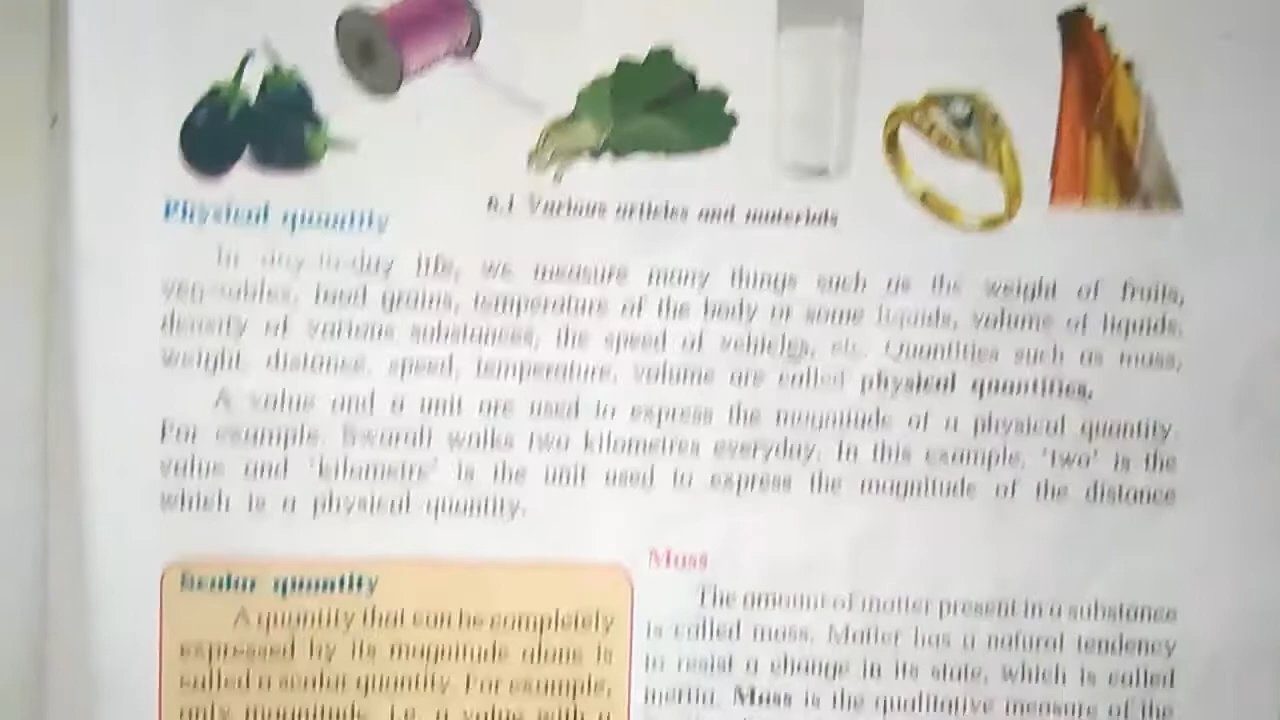 Physical quantity
6.1 Various articles and materials
In day-to-day life, we measure many things such as the weight of fruits,
vegetables, food grains, temperature of the body or some liquids, volume of liquids,
density of various substances, the speed of vehicles, etc. Quantities such as mass,
weight, distance, speed, temperature, volume are called physical quantities.
A value and a unit are used to express the magnitude of a physical quantity.
For example, Swarali walks two kilometres everyday. In this example, 'two' is the
value and 'kilometre' is the unit used to express the magnitude of the distance
which is a physical quantity.
Scalar quantity
A quantity that can be completely
expressed by its magnitude alone is
called a scalar quantity. For example,
only magnitude, i.e. a value with a
Mass
The amount of matter present in a substance
is called mass. Matter has a natural tendency
to resist a change in its state, which is called
inertia. Mass is the qualitative measure of the